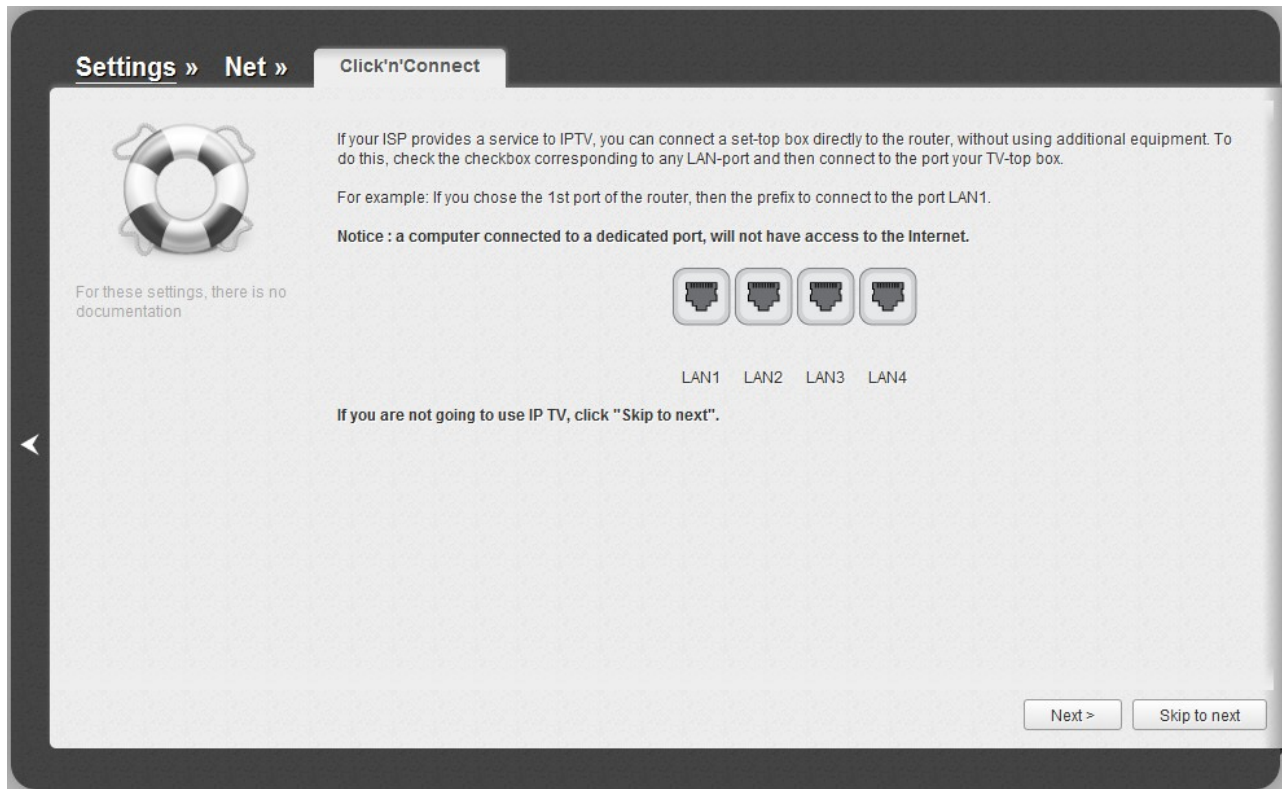 Settings » Net » Click'n'Connect
If your ISP provides a service to IPTV, you can connect a set-top box directly to the router, without using additional equipment. To
do this, check the checkbox corresponding to any LAN-port and then connect to the port your TV-top box.
For example: If you chose the 1st port of the router, then the prefix to connect to the port LAN1.
Notice : a computer connected to a dedicated port, will not have access to the Internet.
For these settings, there is no
documentation
LAN1 LAN2 LAN3 LAN4
If you are not going to use IP TV, click "Skip to next".
Next > Skip to next